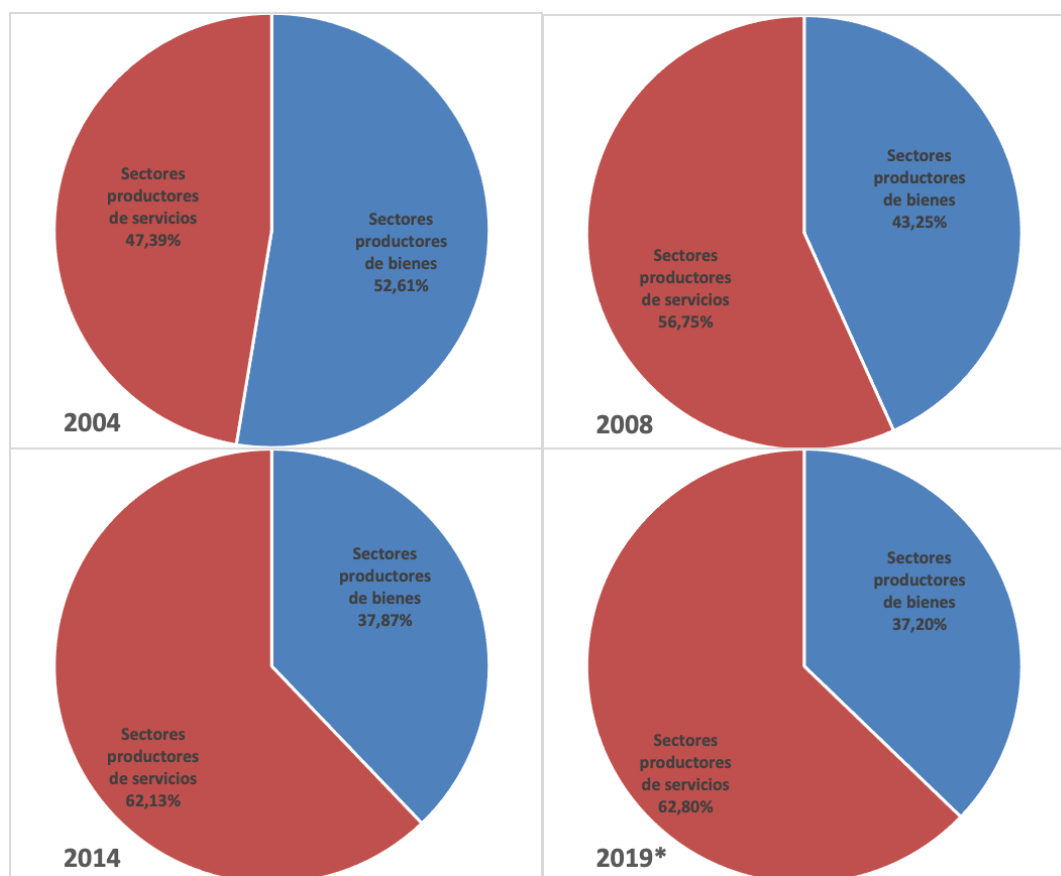 Sectores
productores
de servicios
47,39%
Sectores
productores
de bienes
52,61%
2004
Sectores
productores
de bienes
43,25%
Sectores
productores
de servicios
56,75%
2008
Sectores
productores
de bienes
37,87%
Sectores
productores
de servicios
62,13%
2014
Sectores
productores
de bienes
37,20%
Sectores
productores
de servicios
62,80%
2019*